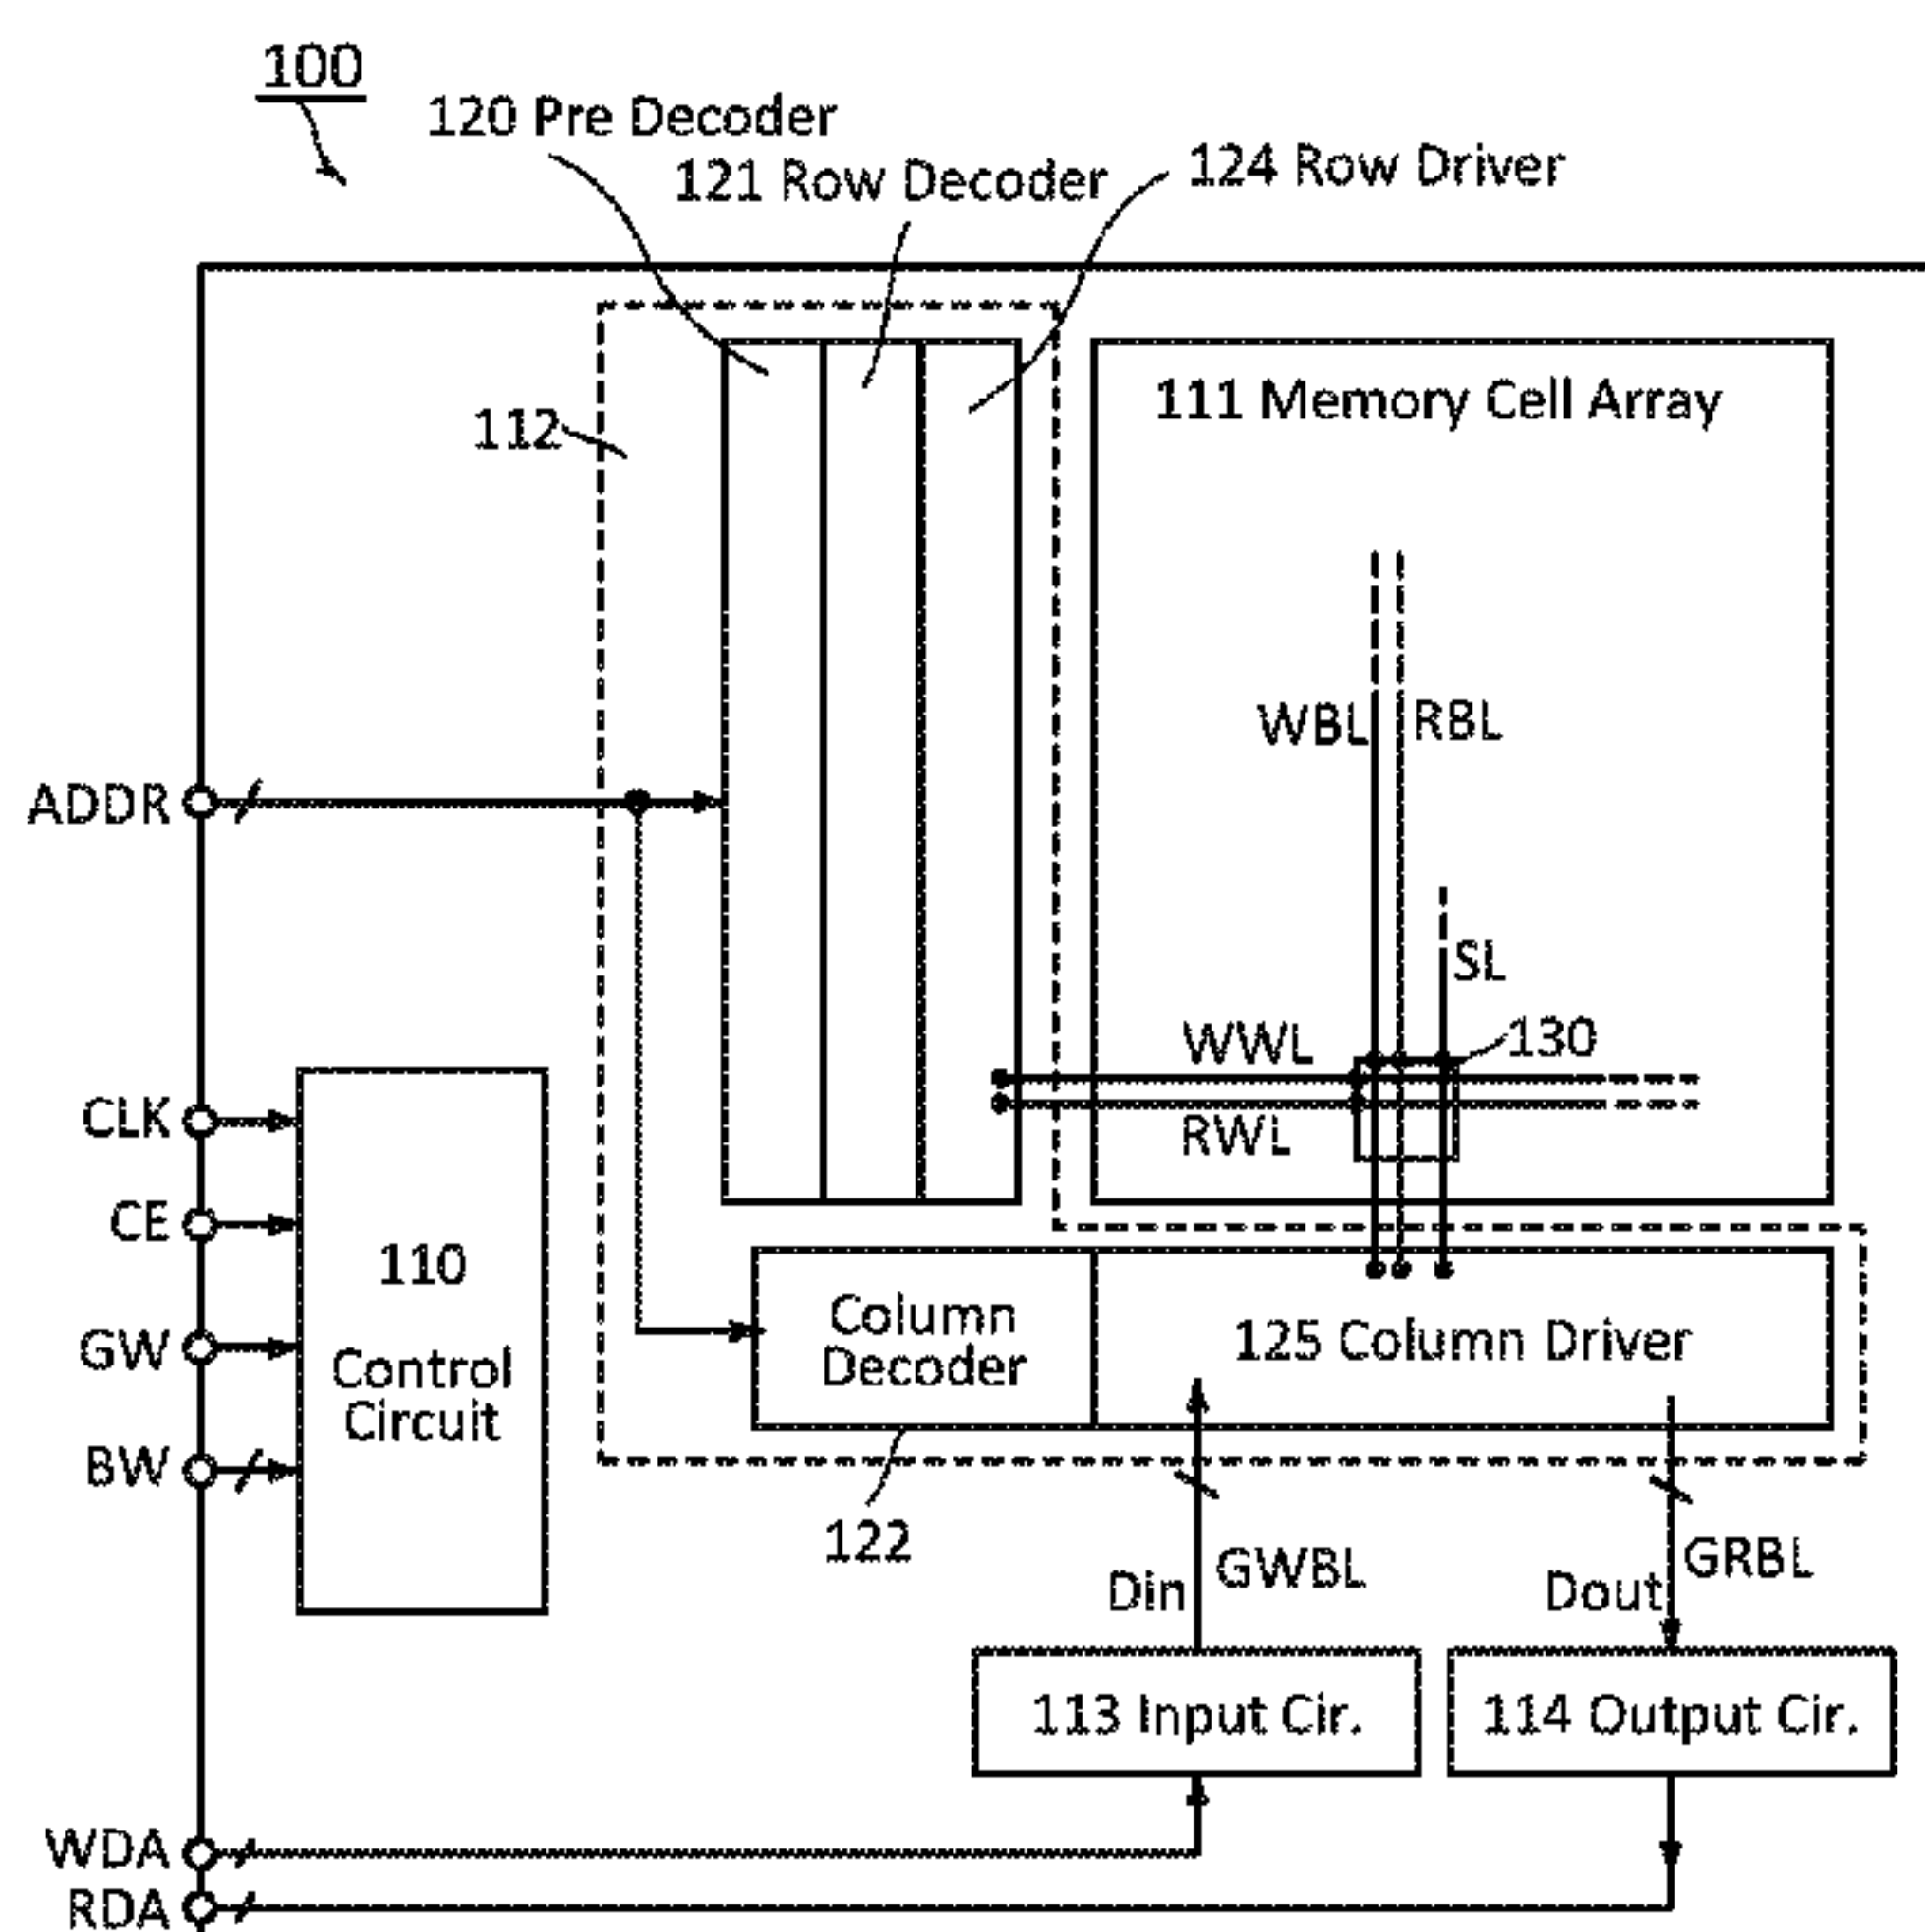 100
120 Pre Decoder
121 Row Decoder
124 Row Driver
111 Memory Cell Array
112
WBL
RBL
ADDR
SL
WWL
130
RWL
CLK
CE
GW
BW
110
Control
Circuit
Column
Decoder
125 Column Driver
122
Din
GWBL
Dout
GRBL
113 Input Cir.
114 Output Cir.
WDA
RDA